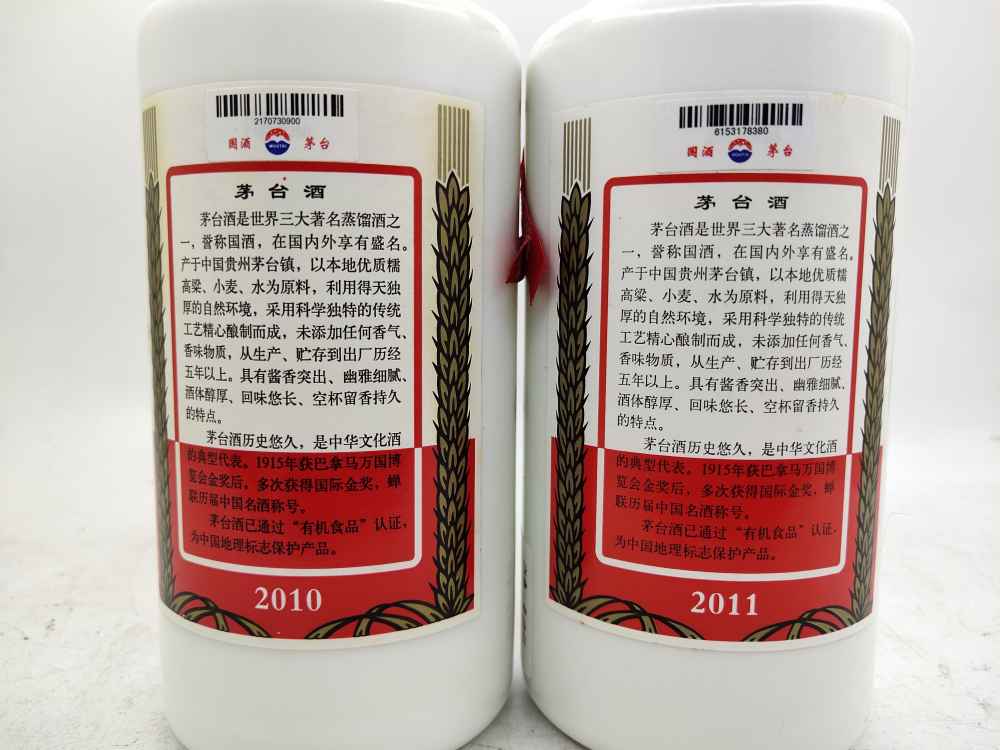 2170730900
国酒 茅台
MOUTAI
茅台酒
茅台酒是世界三大著名蒸馏酒之
一，誉称国酒，在国内外享有盛名。
产于中国贵州茅台镇，以本地优质糯
高粱、小麦、水为原料，利用得天独
厚的自然环境，采用科学独特的传统
工艺精心酿制而成，未添加任何香气、
香味物质，从生产、贮存到出厂历经
五年以上。具有酱香突出、幽雅细腻、
酒体醇厚、回味悠长、空杯留香持久
的特点。
茅台酒历史悠久，是中华文化酒
的典型代表。1915年获巴拿马万国博
览会金奖后，多次获得国际金奖，蝉
联历届中国名酒称号。
茅台酒已通过“有机食品”认证，
为中国地理标志保护产品。
2010
6153178380
国酒 茅台
MOUTAI
茅台酒
茅台酒是世界三大著名蒸馏酒之
一，誉称国酒，在国内外享有盛名。
产于中国贵州茅台镇，以本地优质糯
高粱、小麦、水为原料，利用得天独
厚的自然环境，采用科学独特的传统
工艺精心酿制而成，未添加任何香气、
香味物质，从生产、贮存到出厂历经
五年以上。具有酱香突出、幽雅细腻、
酒体醇厚、回味悠长、空杯留香持久
的特点。
茅台酒历史悠久，是中华文化酒
的典型代表。1915年获巴拿马万国博
览会金奖后，多次获得国际金奖，蝉
联历届中国名酒称号。
茅台酒已通过“有机食品”认证，
为中国地理标志保护产品。
2011